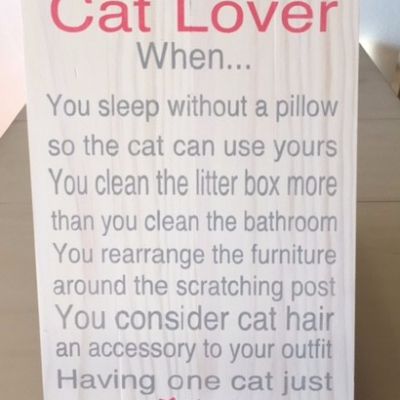 Cat Lover
When...
You sleep without a pillow
so the cat can use yours
You clean the litter box more
than you clean the bathroom
You rearrange the furniture
around the scratching post
You consider cat hair
an accessory to your outfit
Having one cat just